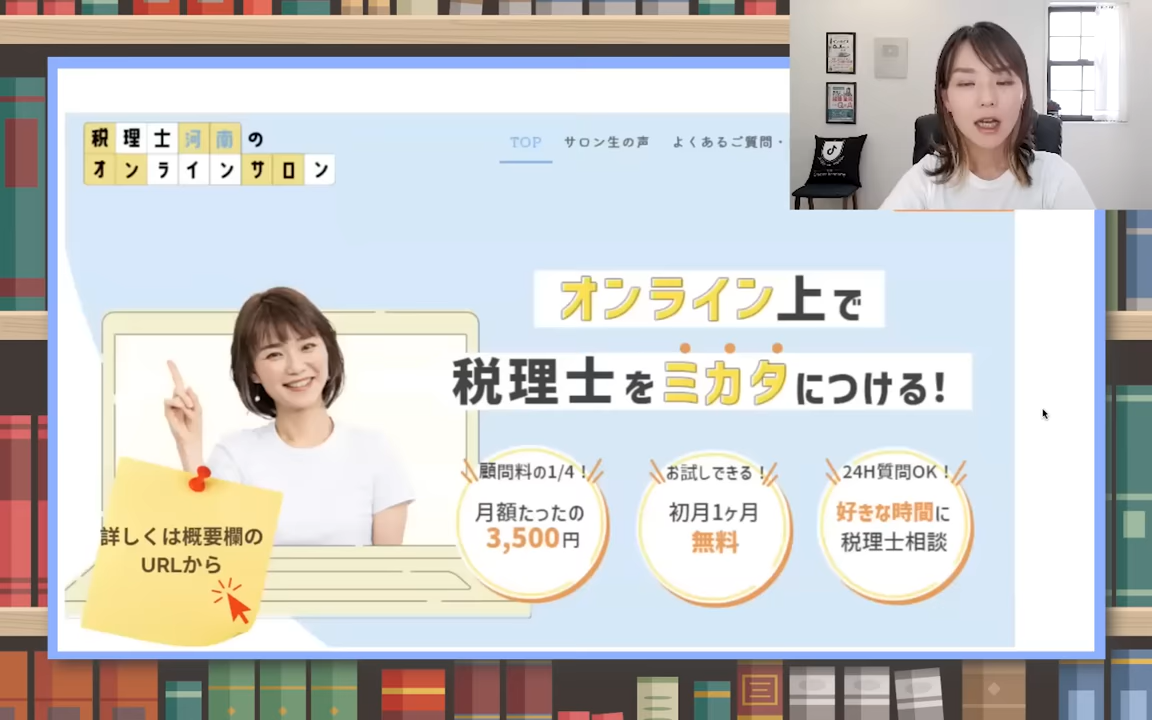 税理士河南の
オンラインサロン
TOP サロン生の声 よくあるご質問・
オンライン上で
税理士をミカタにつける!
顧問料の1/4!
月額たったの
3,500円
お試しできる!
初月1ヶ月
無料
24H質問OK!
好きな時間に
税理士相談
詳しくは概要欄の
URLから